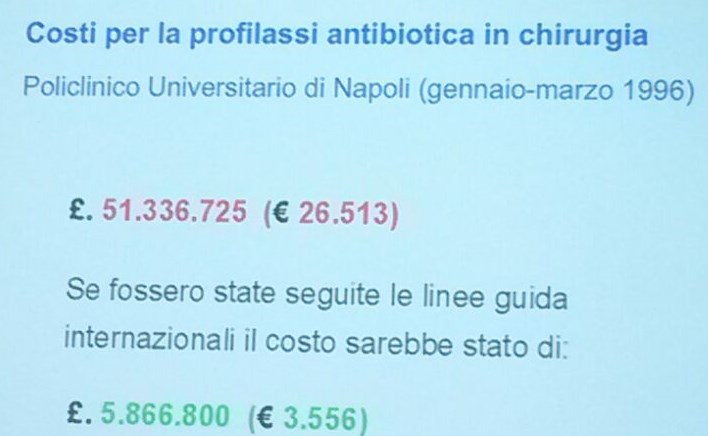 Costi per la profilassi antibiotica in chirurgia
Policlinico Universitario di Napoli (gennaio-marzo 1996)
£. 51.336.725 (€ 26.513)
Se fossero state seguite le linee guida
internazionali il costo sarebbe stato di:
£. 5.866.800 (€ 3.556)